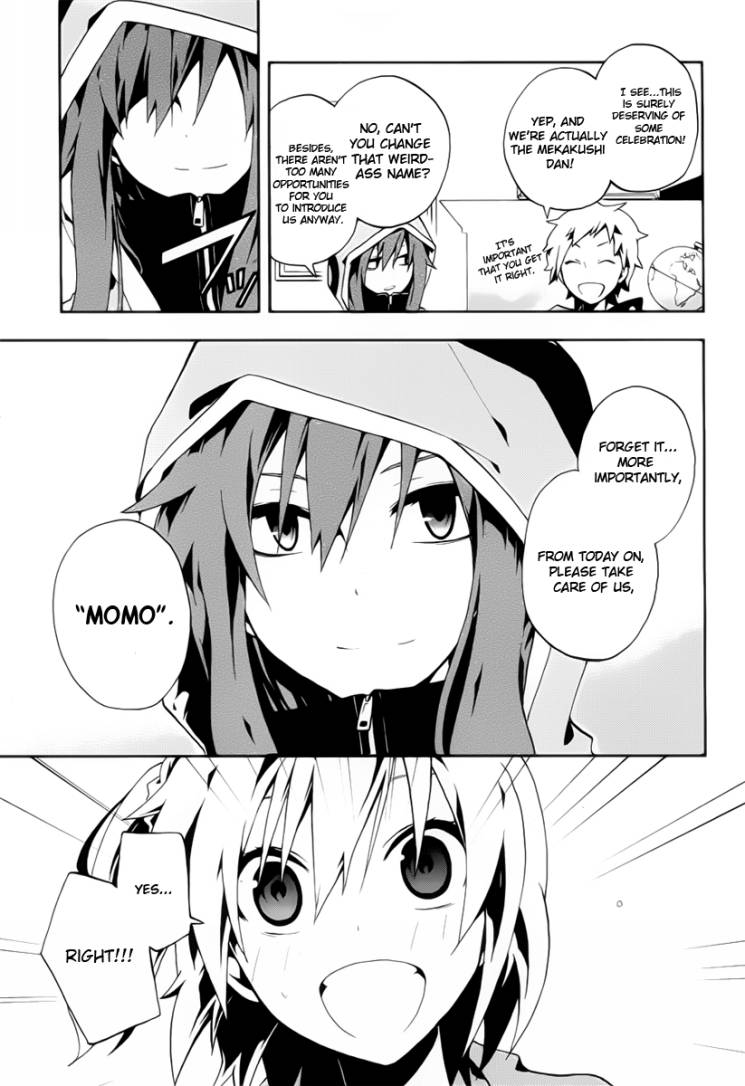 I SEE...THIS
IS SURELY
DESERVING OF
SOME
CELEBRATION!
YEP, AND
WE'RE ACTUALLY
THE MEKAKUSHI
DAN!
IT'S
IMPORTANT
THAT YOU GET
IT RIGHT.
NO, CAN'T
YOU CHANGE
THAT WEIRD-
ASS NAME?
BESIDES,
THERE AREN'T
TOO MANY
OPPORTUNITIES
FOR YOU
TO INTRODUCE
US ANYWAY.
FORGET IT...
MORE
IMPORTANTLY,
FROM TODAY ON,
PLEASE TAKE
CARE OF US,
"MOMO".
YES...
RIGHT!!!